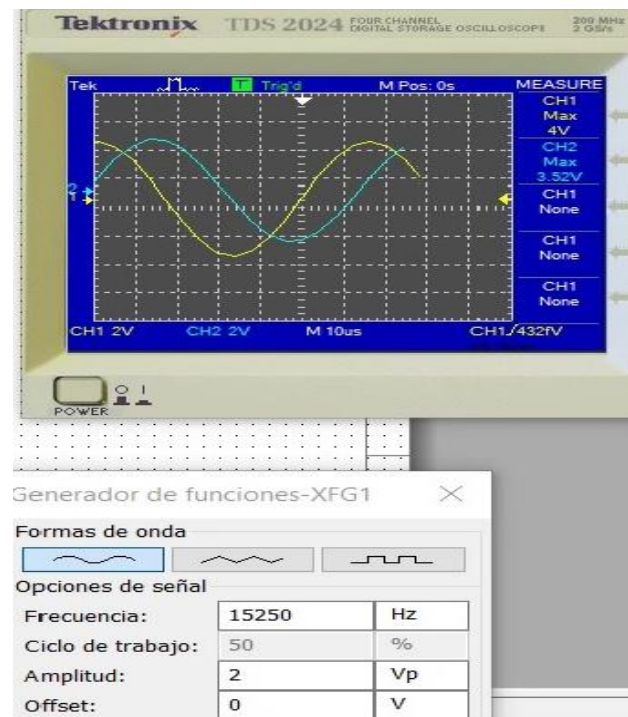 Tektronix TDS 2024 FOUR CHANNEL DIGITAL STORAGE OSCILLOSCOPE 200 MHz 2 GS/s
Tek T Trig'd M Pos: 0s MEASURE
CH1
Max
4V
CH2
Max
3.52V
2
1
CH1
None
CH1
None
CH1
None
CH1 2V CH2 2V M 10us CH1/432fV
POWER
Generador de funciones-XFG1
Formas de onda
Opciones de señal
Frecuencia: 15250 Hz
Ciclo de trabajo: 50 %
Amplitud: 2 Vp
Offset: 0 V